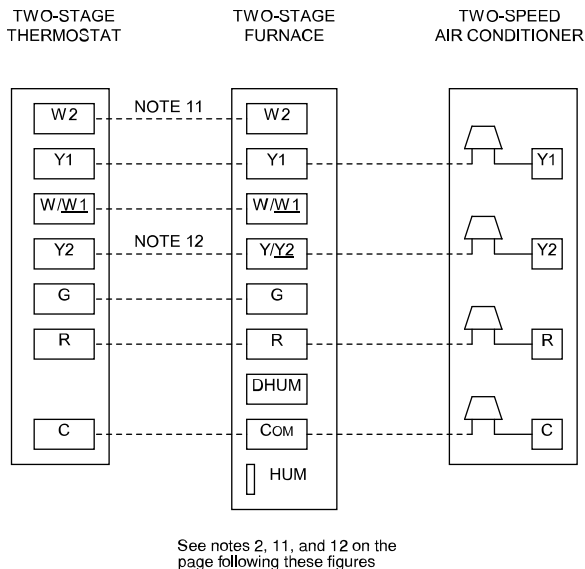 TWO-STAGE THERMOSTAT
TWO-STAGE FURNACE
TWO-SPEED AIR CONDITIONER
W2 NOTE 11 W2
Y1 Y1 Y1
W/W1 W/W1
Y2 NOTE 12 Y/Y2 Y2
G G
R R R
DHUM
C COM C
HUM
See notes 2, 11, and 12 on the
page following these figures